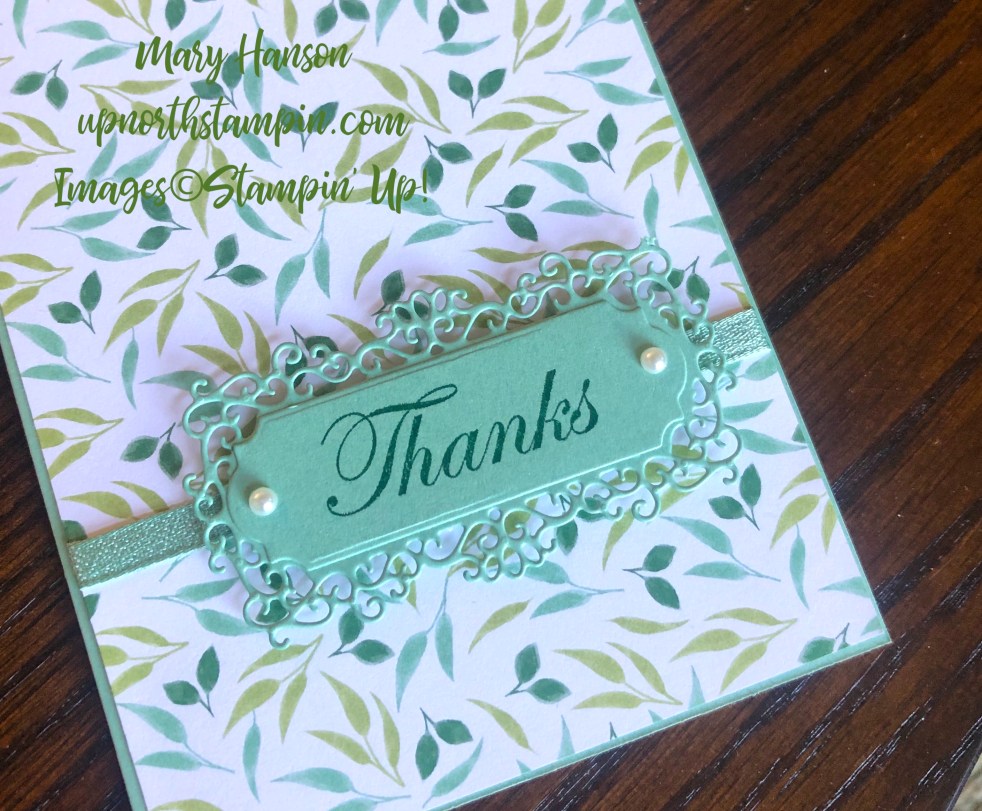 Mary Hanson
upnorthstampin.com
Images©Stampin' Up!
Thanks